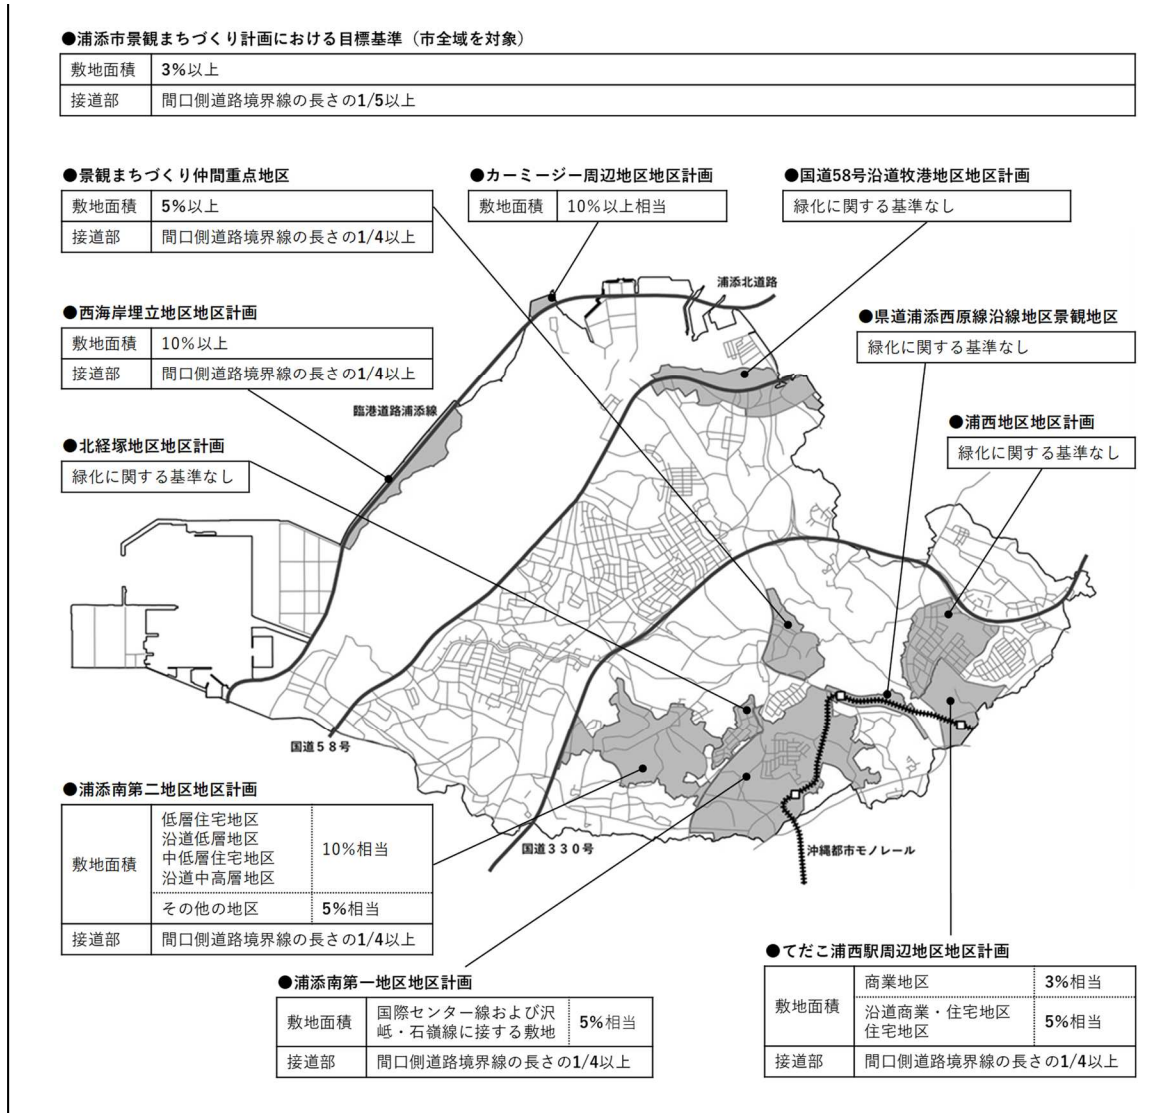 ●浦添市景観まちづくり計画における目標基準（市全域を対象）
敷地面積 3%以上
接道部 間口側道路境界線の長さの1/5以上
●景観まちづくり仲間重点地区
敷地面積 5%以上
接道部 間口側道路境界線の長さの1/4以上
●カーミージー周辺地区地区計画
敷地面積 10%以上相当
●国道58号沿道牧港地区地区計画
緑化に関する基準なし
浦添北道路
●西海岸埋立地区地区計画
敷地面積 10%以上
接道部 間口側道路境界線の長さの1/4以上
●県道浦添西原線沿線地区景観地区
緑化に関する基準なし
臨港道路浦添線
●北経塚地区地区計画
緑化に関する基準なし
●浦西地区地区計画
緑化に関する基準なし
国道５８号
国道３３０号
沖縄都市モノレール
●浦添南第二地区地区計画
敷地面積
低層住宅地区
沿道低層地区
中低層住宅地区
沿道中高層地区
10%相当
その他の地区 5%相当
接道部 間口側道路境界線の長さの1/4以上
●浦添南第一地区地区計画
敷地面積
国際センター線および沢
岻・石嶺線に接する敷地
5%相当
接道部 間口側道路境界線の長さの1/4以上
●てだこ浦西駅周辺地区地区計画
敷地面積
商業地区 3%相当
沿道商業・住宅地区
住宅地区
5%相当
接道部 間口側道路境界線の長さの1/4以上